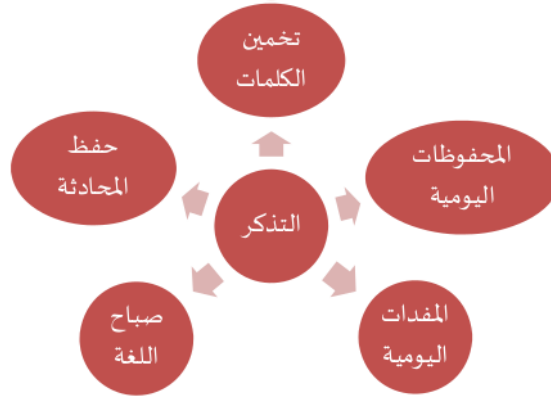 تخمين
الكلمات
المحفوظات
اليومية
حفظ
المحادثة
التذكر
المفدات
اليومية
صباح
اللغة